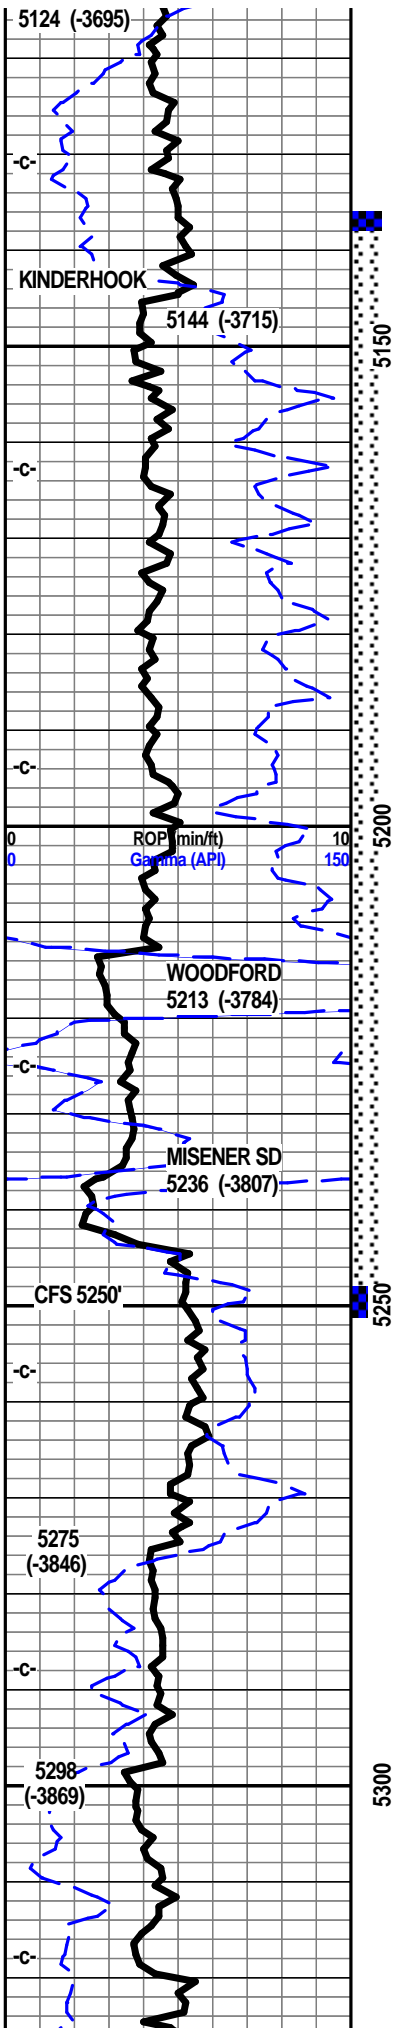 5124 (-3695)
-C-
KINDERHOOK
5144 (-3715)
5150
-C-
-C-
5200
0 ROP (min/ft) 10
0 Gamma (API) 150
WOODFORD
5213 (-3784)
-C-
MISENER SD
5236 (-3807)
CFS 5250'
5250
-C-
5275
(-3846)
-C-
5298
(-3869)
5300
-C-